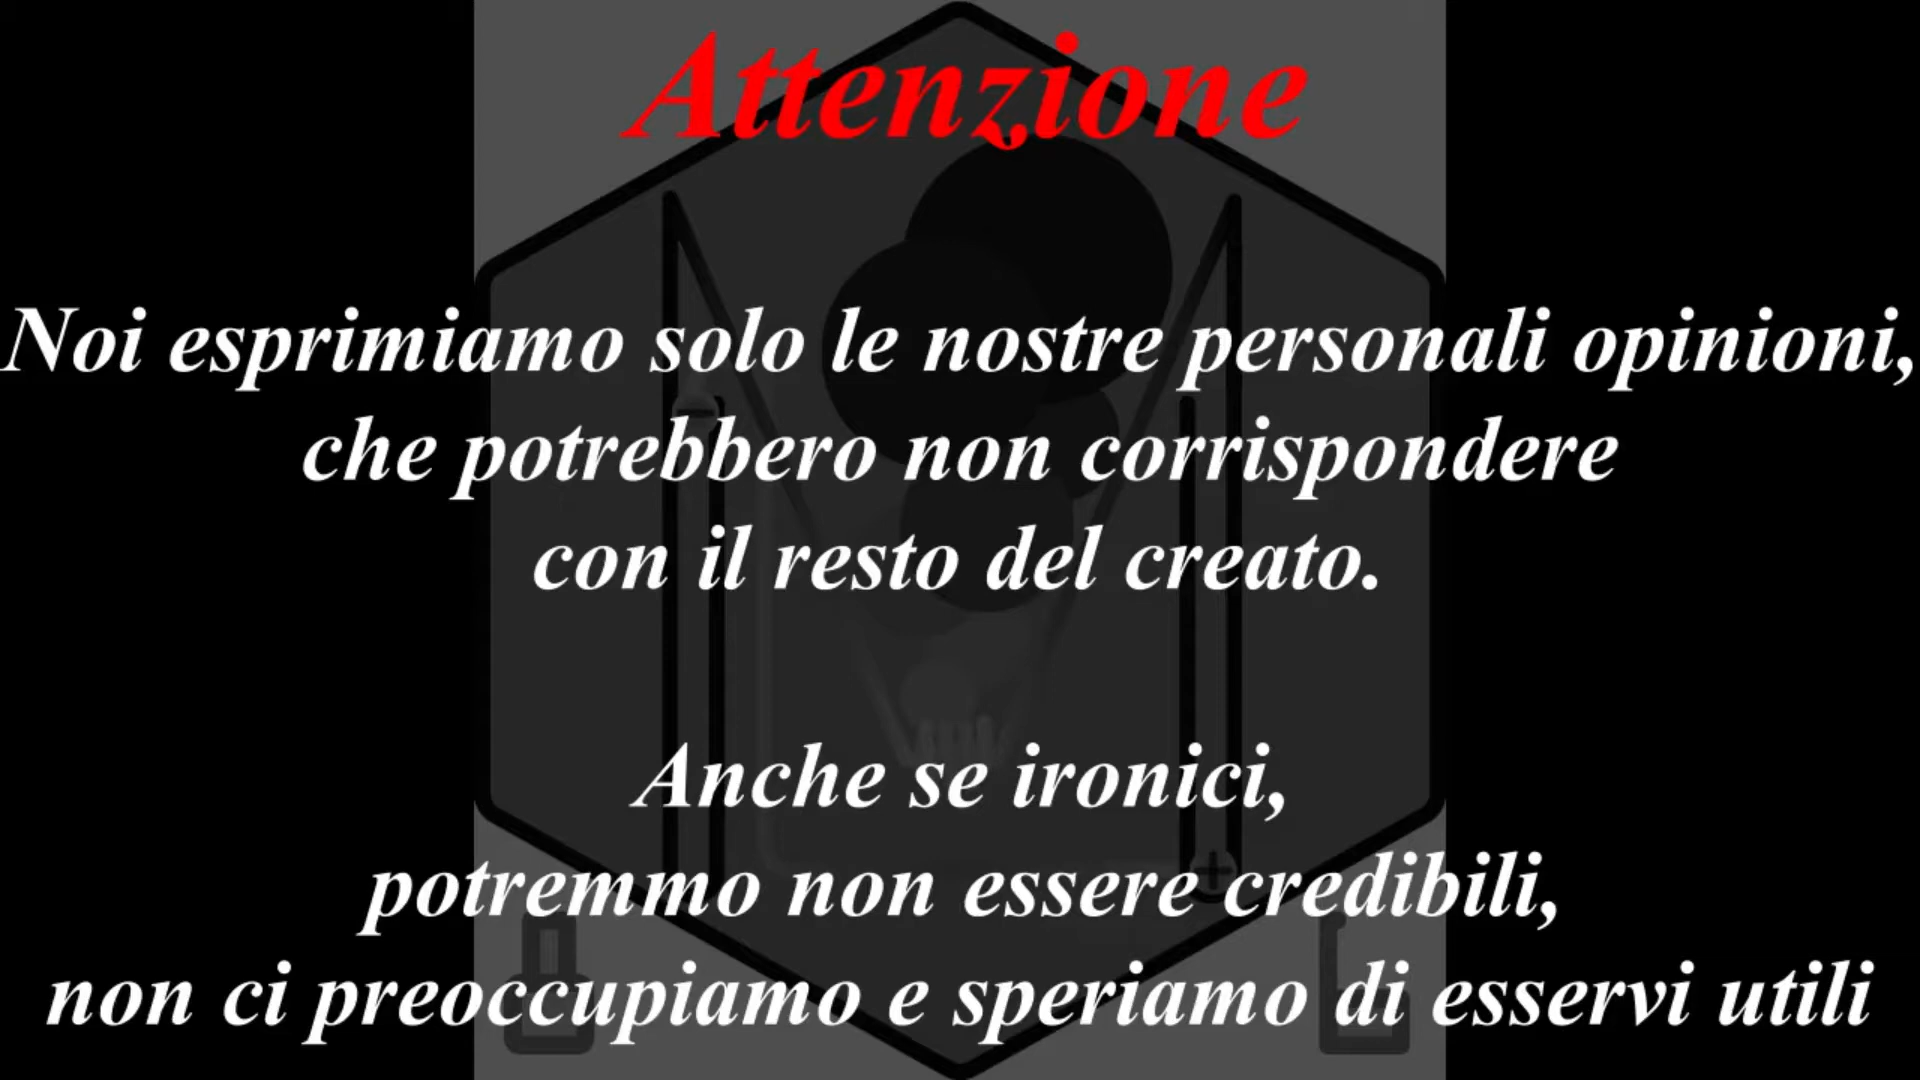 Attenzione
Noi esprimiamo solo le nostre personali opinioni,
che potrebbero non corrispondere
con il resto del creato.
Anche se ironici,
potremmo non essere credibili,
non ci preoccupiamo e speriamo di esservi utili